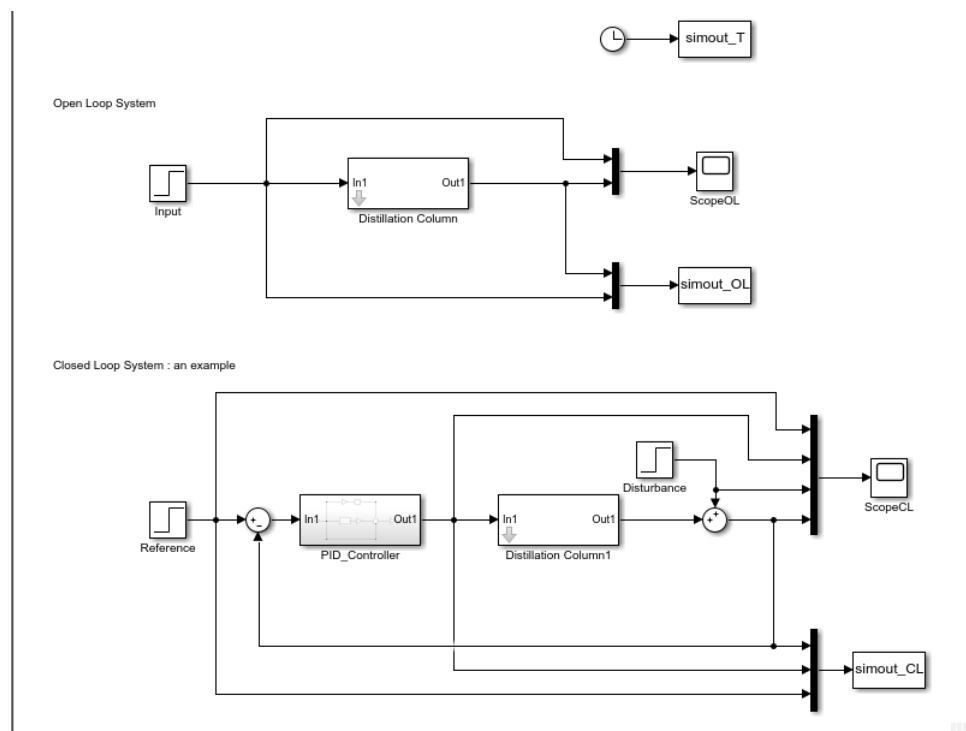 simout_T
Open Loop System
In1
Out1
Input
Distillation Column
ScopeOL
simout_OL
Closed Loop System : an example
Disturbance
ScopeCL
In1
Out1
In1
Out1
Reference
PID_Controller
Distillation Column1
simout_CL